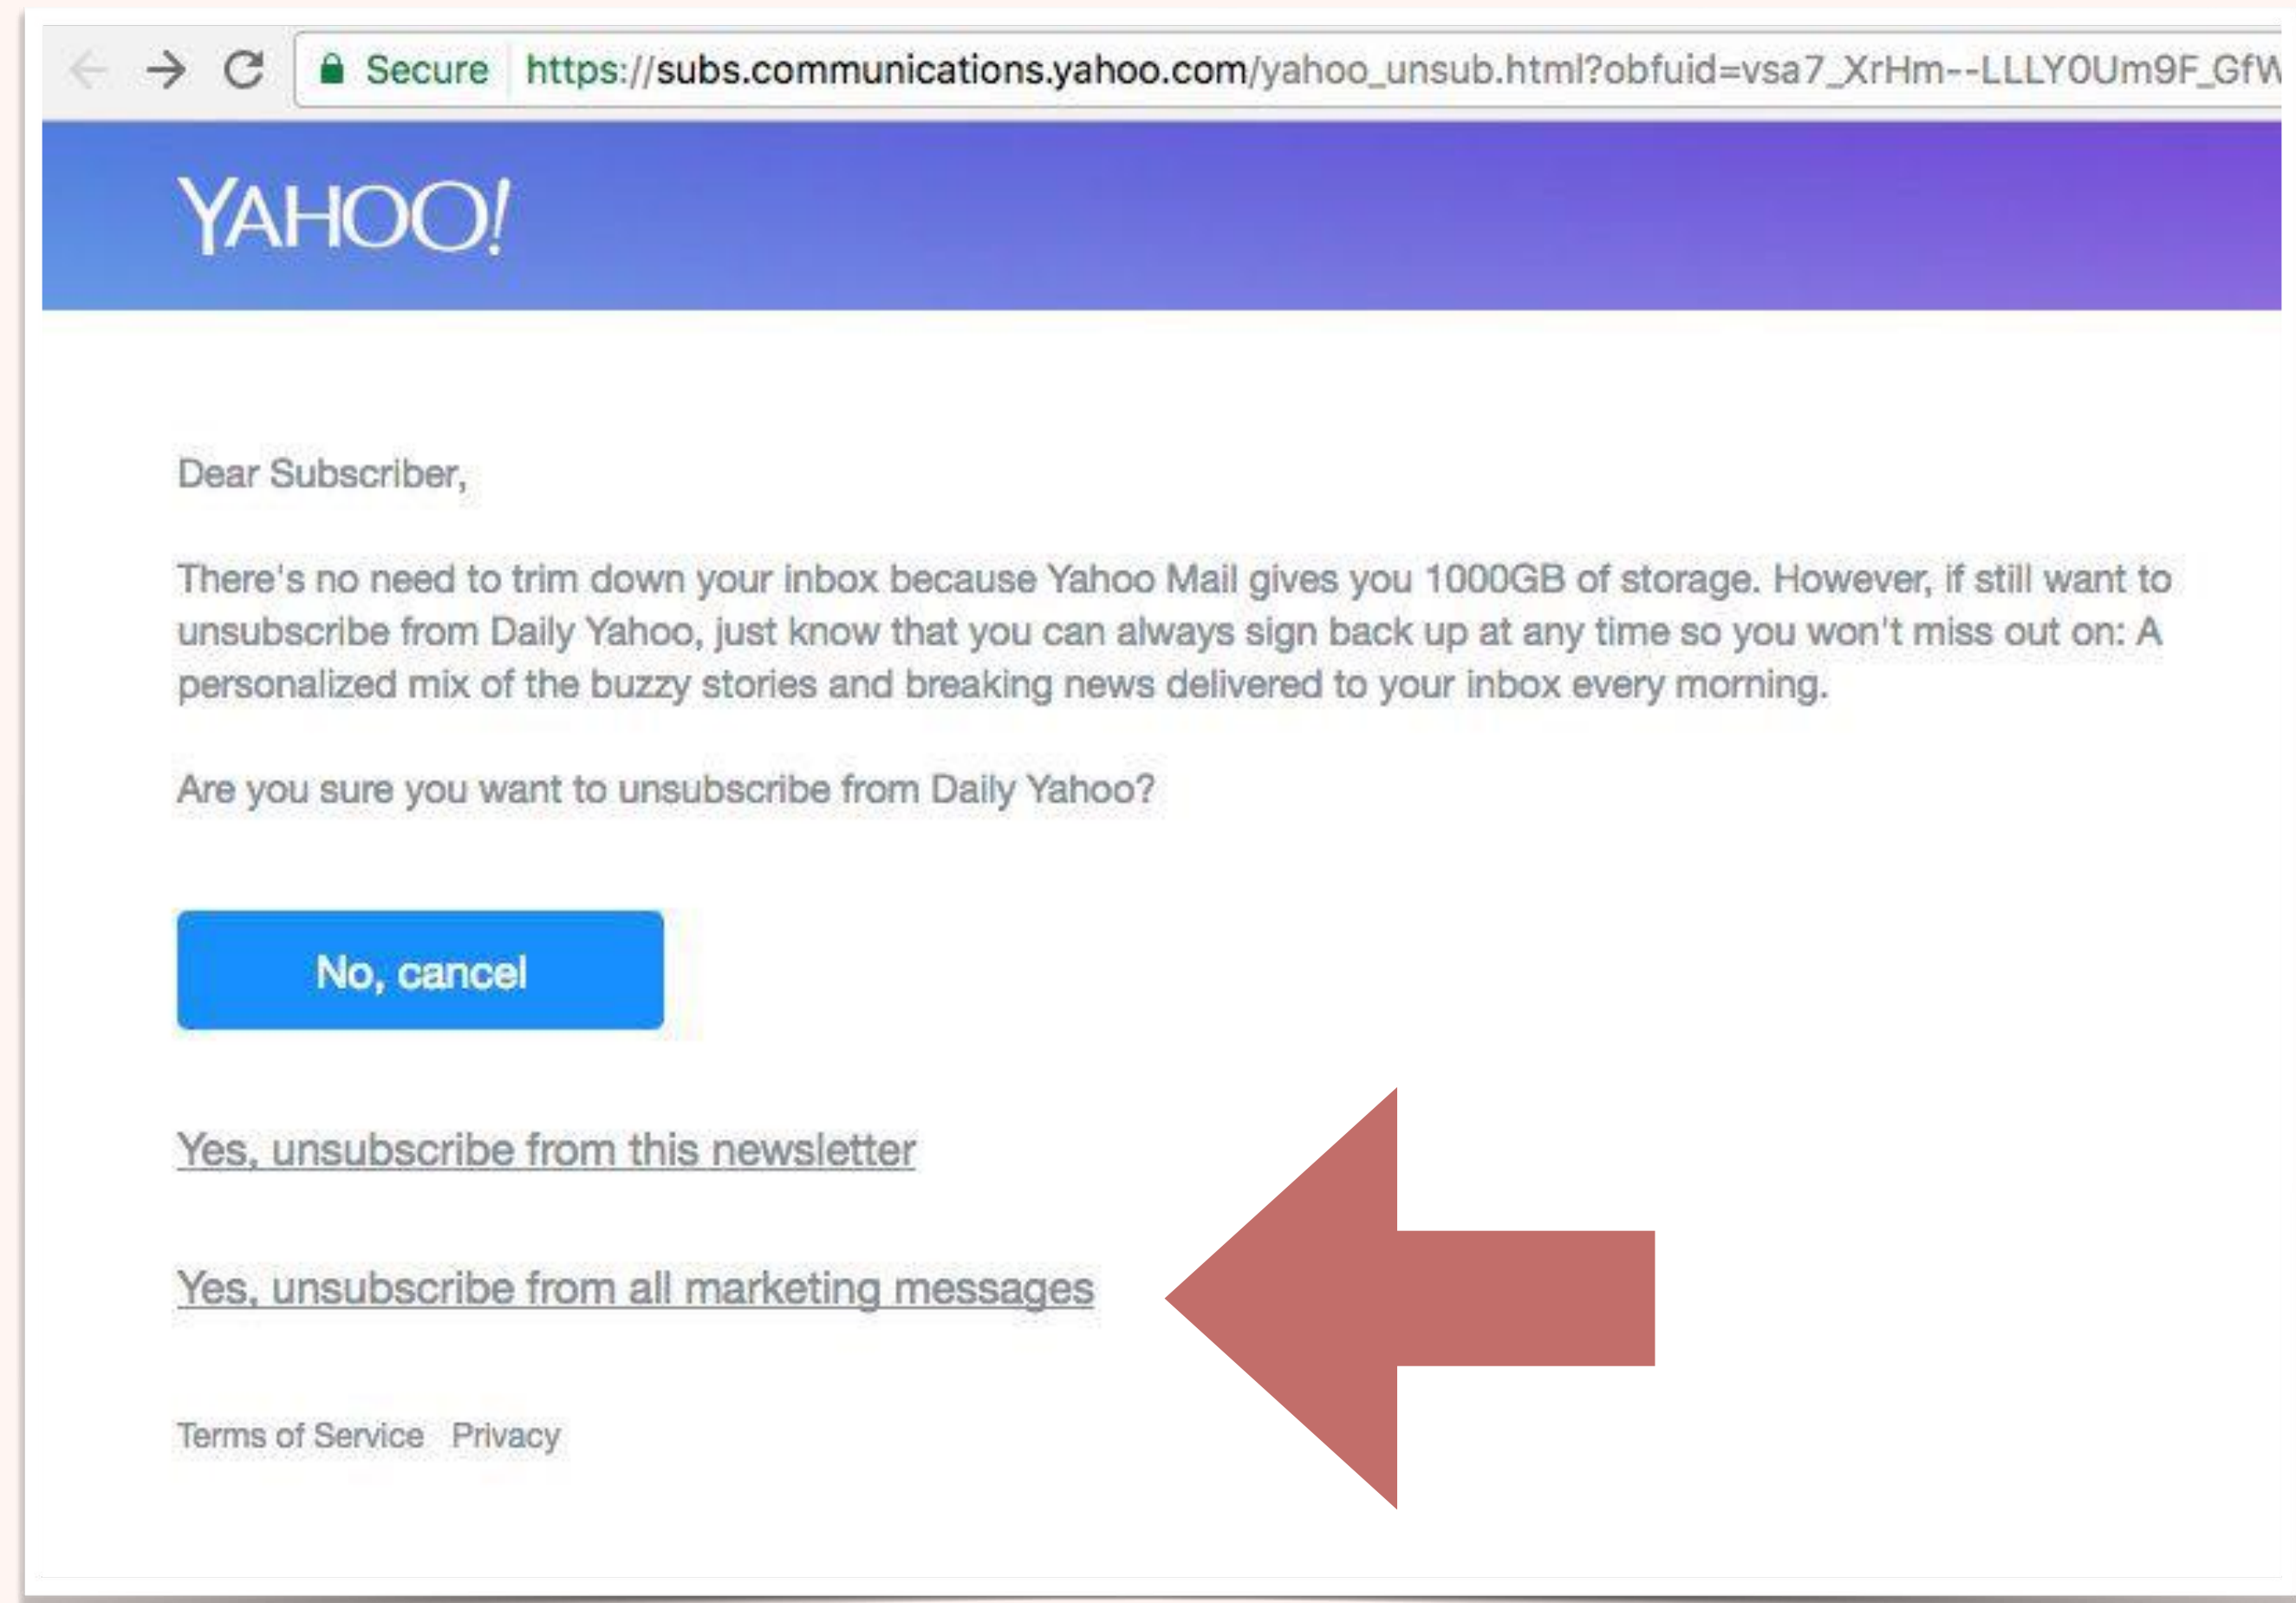 Secure https://subs.communications.yahoo.com/yahoo_unsub.html?obfuid=vsa7_XrHm--LLLY0Um9F_GfW
YAHOO!
Dear Subscriber,
There's no need to trim down your inbox because Yahoo Mail gives you 1000GB of storage. However, if still want to
unsubscribe from Daily Yahoo, just know that you can always sign back up at any time so you won't miss out on: A
personalized mix of the buzzy stories and breaking news delivered to your inbox every morning.
Are you sure you want to unsubscribe from Daily Yahoo?
No, cancel
Yes, unsubscribe from this newsletter
Yes, unsubscribe from all marketing messages
Terms of Service Privacy